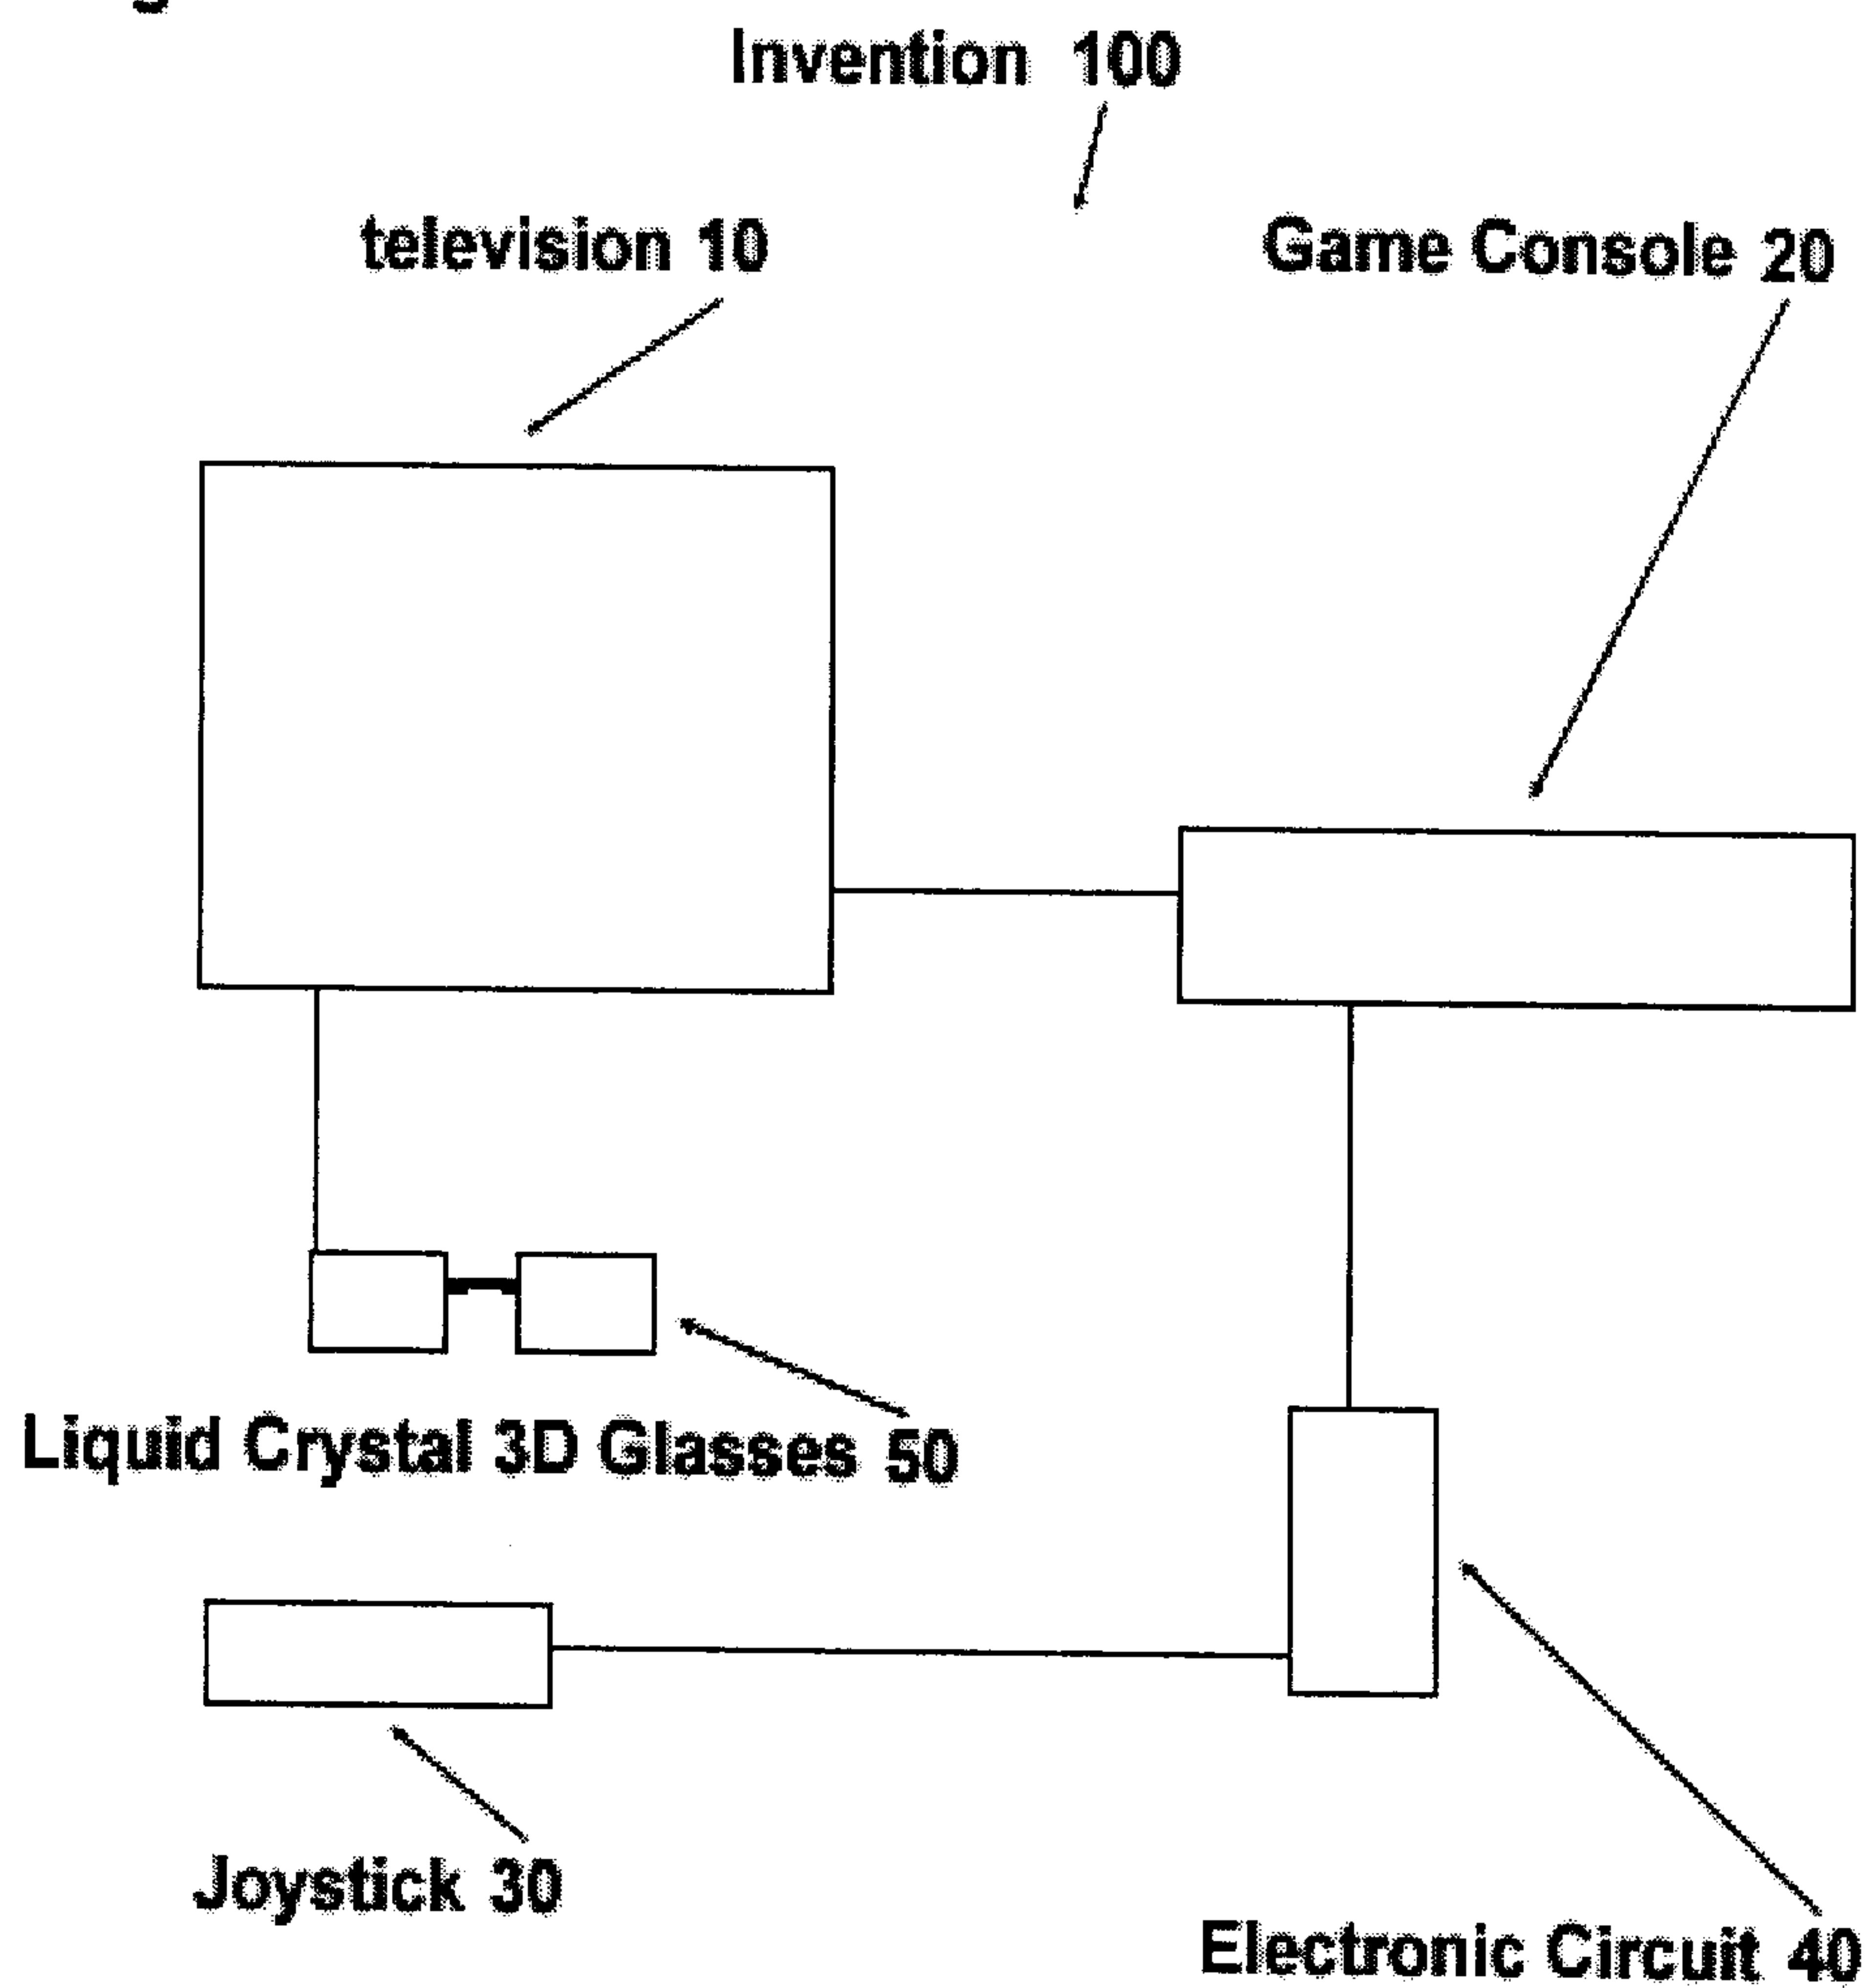 Invention 100
television 10
Game Console 20
Liquid Crystal 3D Glasses 50
Joystick 30
Electronic Circuit 40